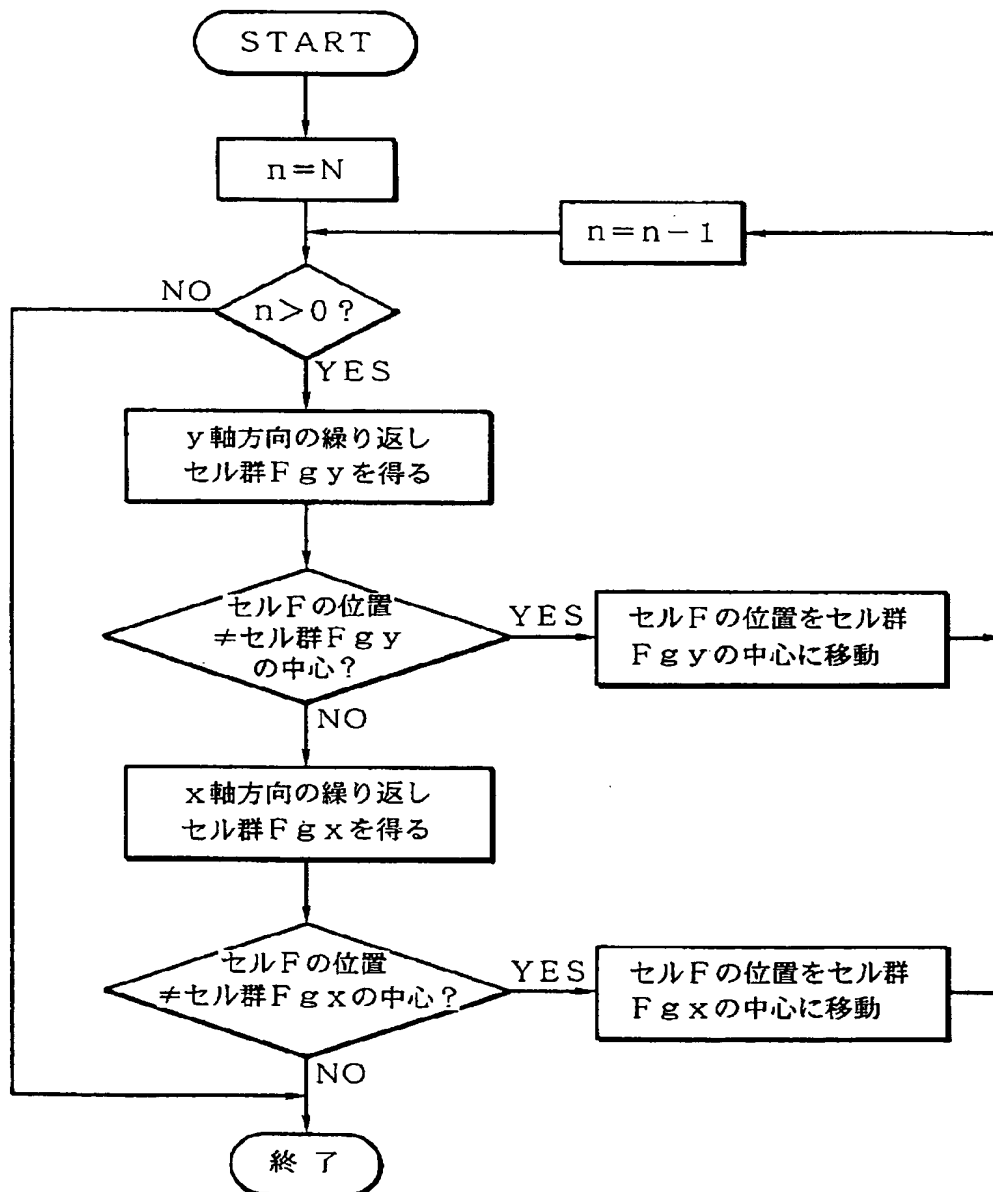 START
n=N
n=n-1
NO
n>0?
YES
y軸方向の繰り返し
セル群Fgyを得る
セルFの位置
≠セル群Fgy
の中心?
YES
セルFの位置をセル群
Fgyの中心に移動
NO
x軸方向の繰り返し
セル群Fgxを得る
セルFの位置
≠セル群Fgxの中心?
YES
セルFの位置をセル群
Fgxの中心に移動
NO
終了